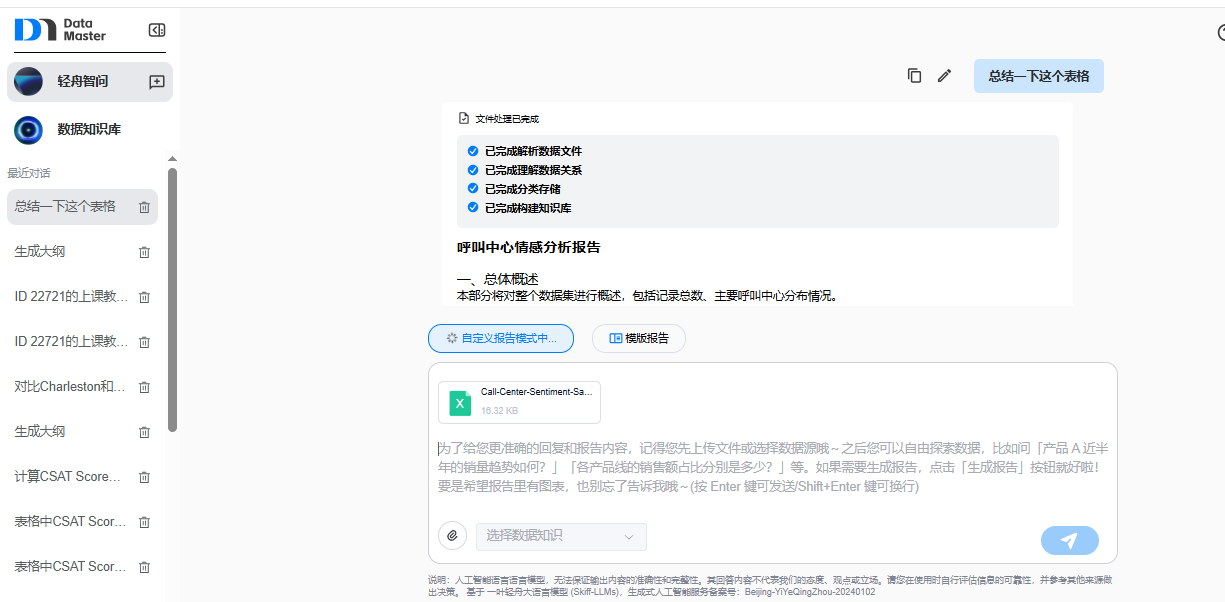 Data
Master
轻舟智问
数据知识库
最近对话
总结一下这个表格
生成大纲
ID 22721的上课教...
ID 22721的上课教...
对比Charleston和...
生成大纲
计算CSAT Score...
表格中CSAT Scor...
表格中CSAT Scor...
总结一下这个表格
文件处理已完成
已完成解析数据文件
已完成理解数据关系
已完成分类存储
已完成构建知识库
呼叫中心情感分析报告
一、总体概述
本部分将对整个数据集进行概述，包括记录总数、主要呼叫中心分布情况。
自定义报告模式中...
模版报告
Call-Center-Sentiment-Sa...
16.32 KB
为了给您更准确的回复和报告内容，记得您先上传文件或选择数据源哦～之后您可以自由探索数据，比如问「产品 A 近半
年的销量趋势如何？」「各产品线的销售额占比分别是多少？」等。如果需要生成报告，点击「生成报告」按钮就好啦！
要是希望报告里有图表，也别忘了告诉我哦～(按 Enter 键可发送/Shift+Enter 键可换行)
选择数据知识
说明：人工智能语言语言模型，无法保证输出内容的准确性和完整性。其回答内容不代表我们的态度、观点或立场。请您在使用时自行评估信息的可靠性，并参考其他来源做
出决策。 基于 一叶轻舟大语言模型 (Skiff-LLMs)，生成式人工智能服务备案号：Beijing-YiYeQingZhou-20240102